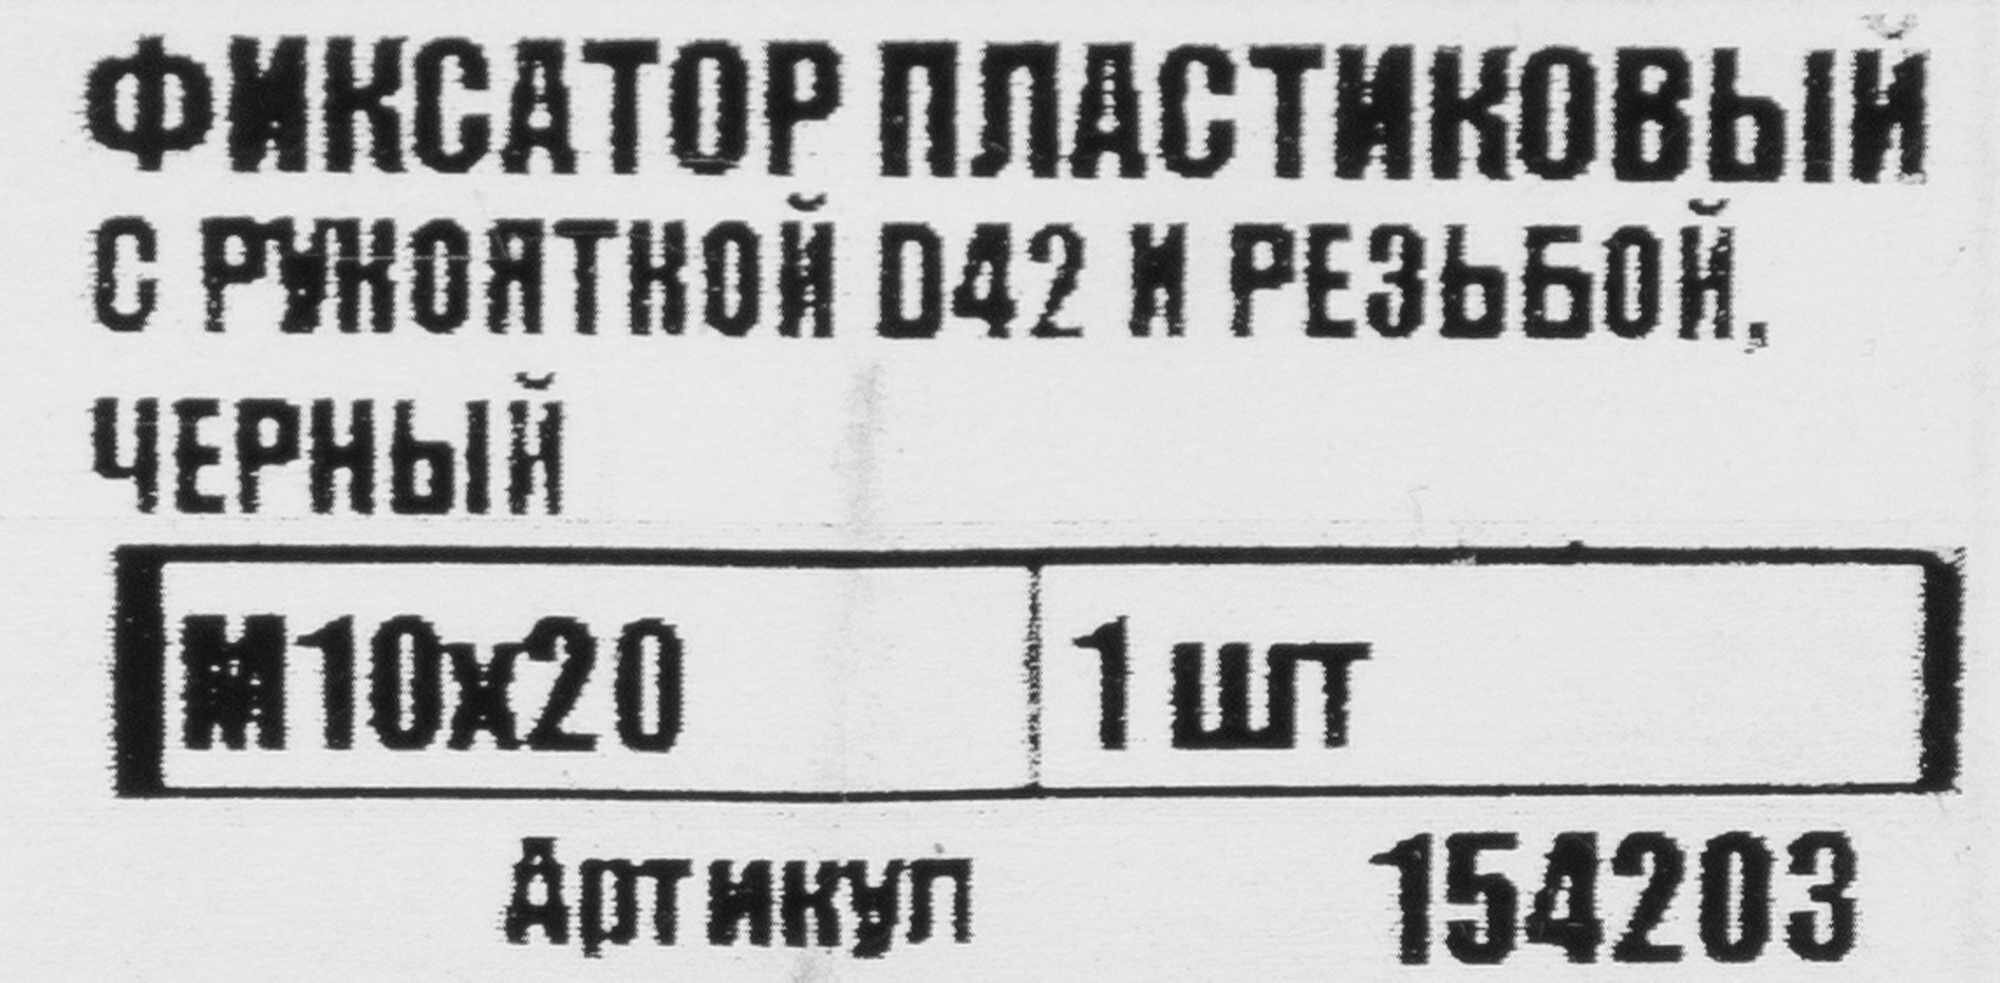 ФИКСАТОР ПЛАСТИКОВЫЙ
С РУКОЯТКОЙ D42 И РЕЗЬБОЙ,
ЧЕРНЫЙ
М10х20 1 шт
Артикул 154203